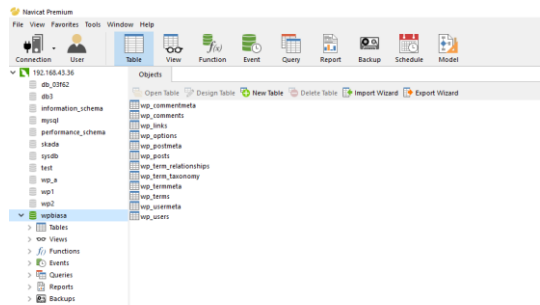 Navicat Premium
File View Favorites Tools Window Help
Connection User Table View Function Event Query Report Backup Schedule Model
f(x)
192.168.43.36
db_03f62
db3
information_schema
mysql
performance_schema
skada
sysdb
test
wp_a
wp1
wp2
wpbiasa
Tables
Views
f() Functions
Events
Queries
Reports
Backups
Objects
Open Table Design Table New Table Delete Table Import Wizard Export Wizard
wp_commentmeta
wp_comments
wp_links
wp_options
wp_postmeta
wp_posts
wp_term_relationships
wp_term_taxonomy
wp_termmeta
wp_terms
wp_usermeta
wp_users